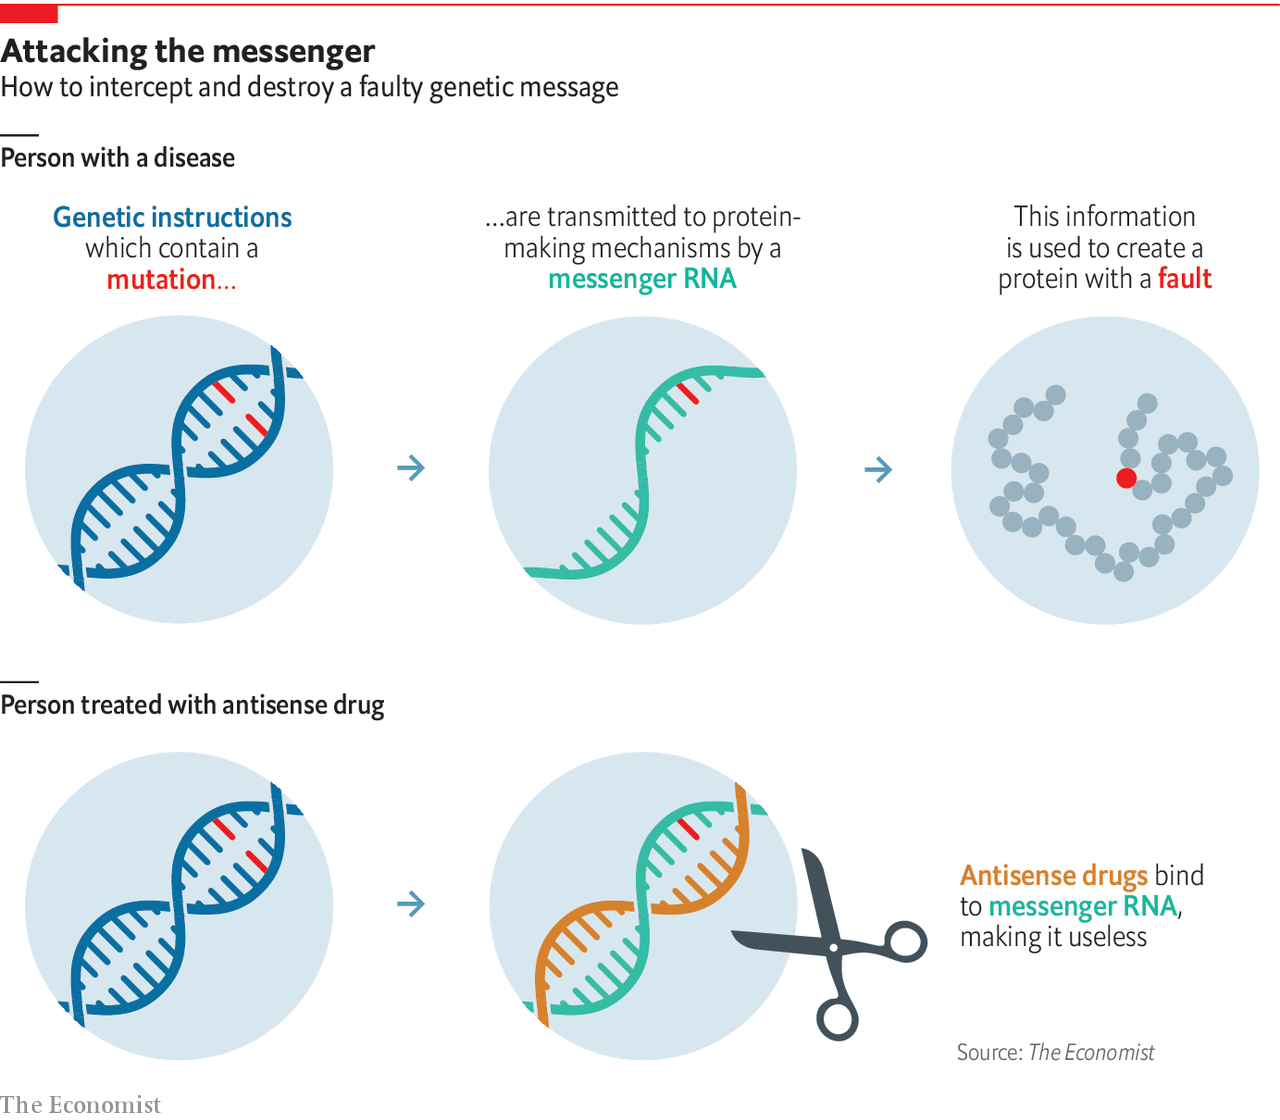 Attacking the messenger
How to intercept and destroy a faulty genetic message
Person with a disease
Genetic instructions
which contain a
mutation...
...are transmitted to protein-
making mechanisms by a
messenger RNA
This information
is used to create a
protein with a fault
Person treated with antisense drug
Antisense drugs bind
to messenger RNA,
making it useless
Source: The Economist
The Economist